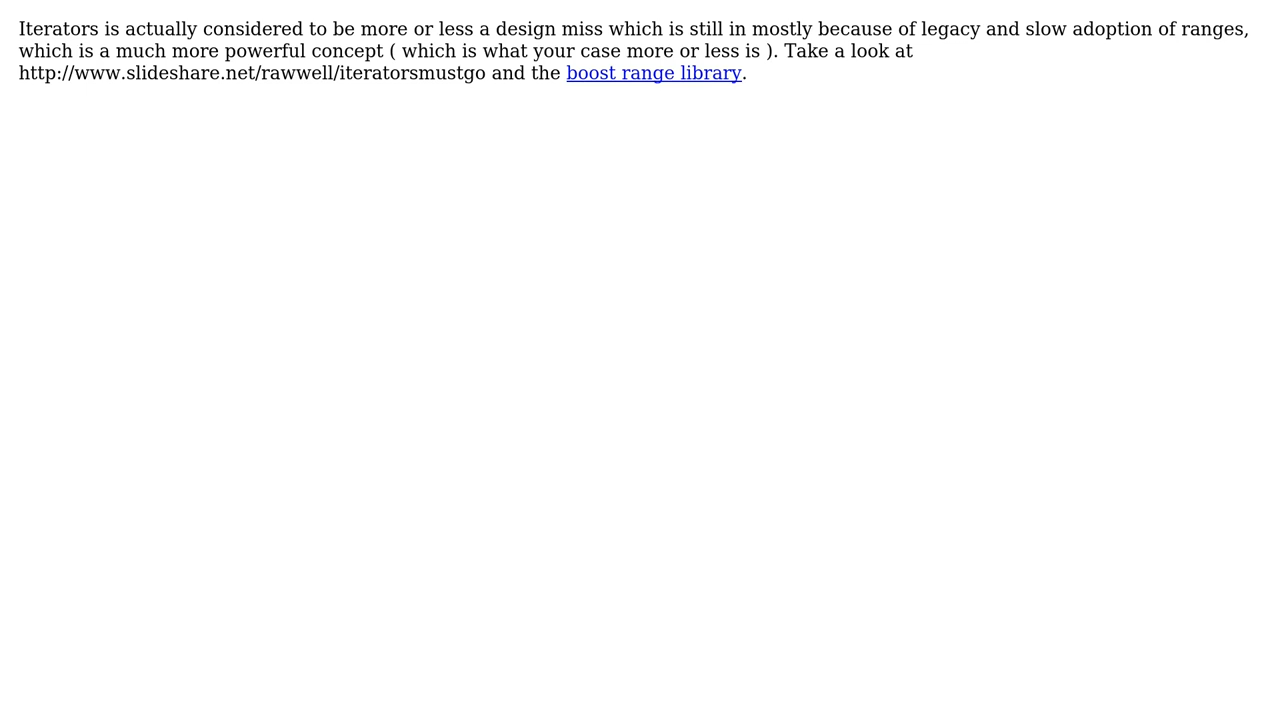 Iterators is actually considered to be more or less a design miss which is still in mostly because of legacy and slow adoption of ranges,
which is a much more powerful concept ( which is what your case more or less is ). Take a look at
http://www.slideshare.net/rawwell/iteratorsmustgo and the boost range library.